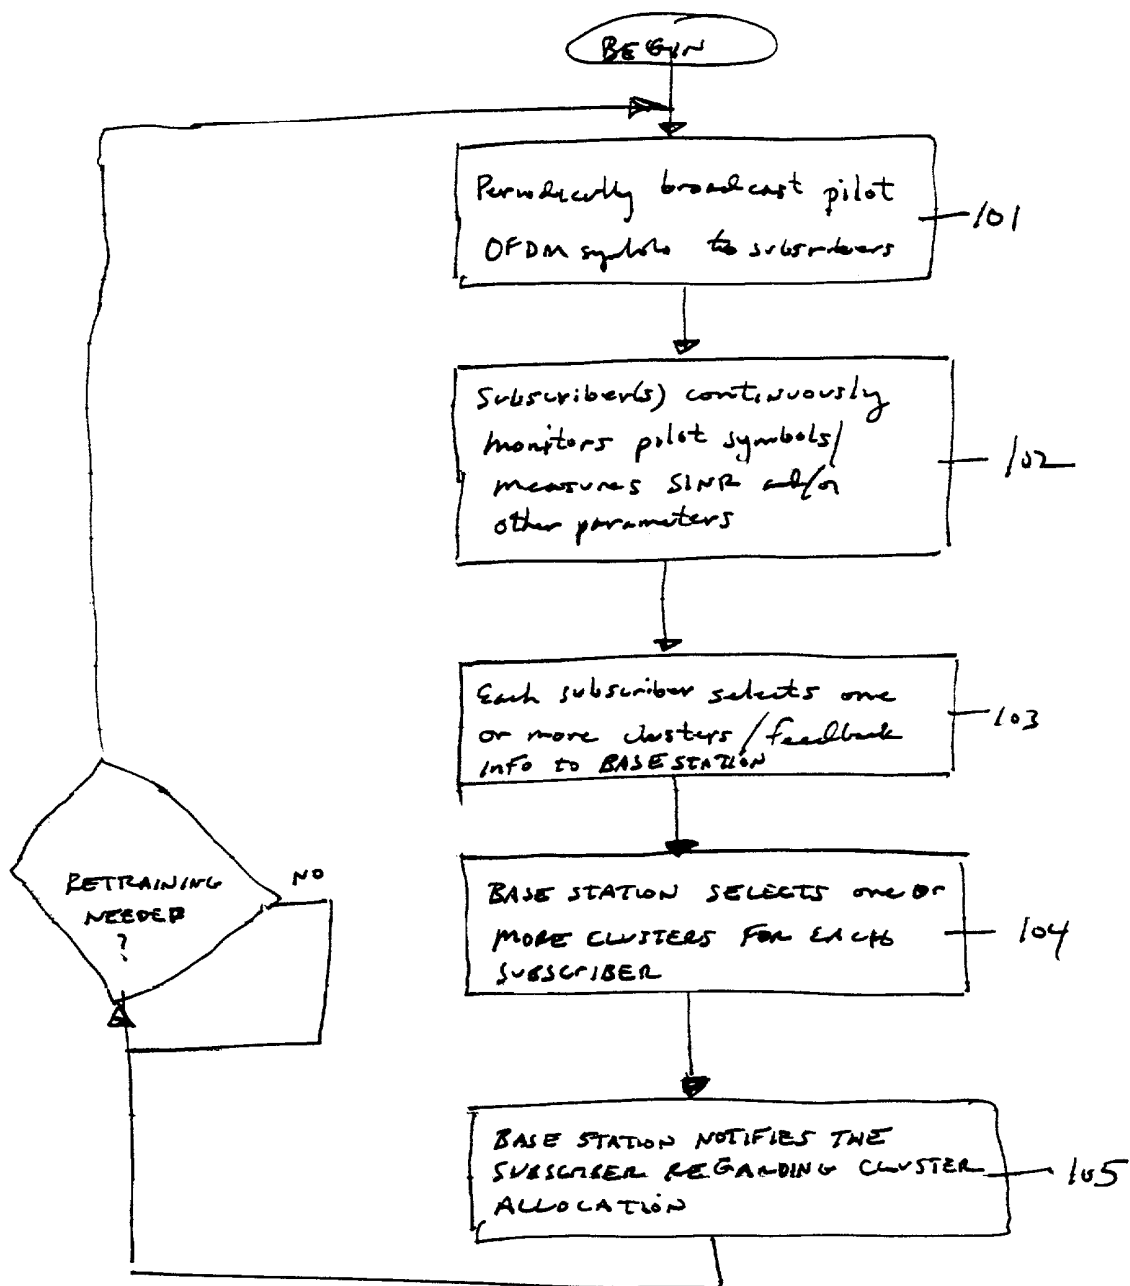 BEGIN
Periodically broadcast pilot
OFDM symbols to subscribers
101
Subscriber(s) continuously
monitors pilot symbols/
measures SINR and/or
other parameters
102
Each subscriber selects one
or more clusters/feedback
info to BASE STATION
103
BASE STATION SELECTS one or
MORE CLUSTERS FOR EACH
SUBSCRIBER
104
RETRAINING
NEEDED
?
NO
BASE STATION NOTIFIES THE
SUBSCRIBER REGARDING CLUSTER
ALLOCATION
105